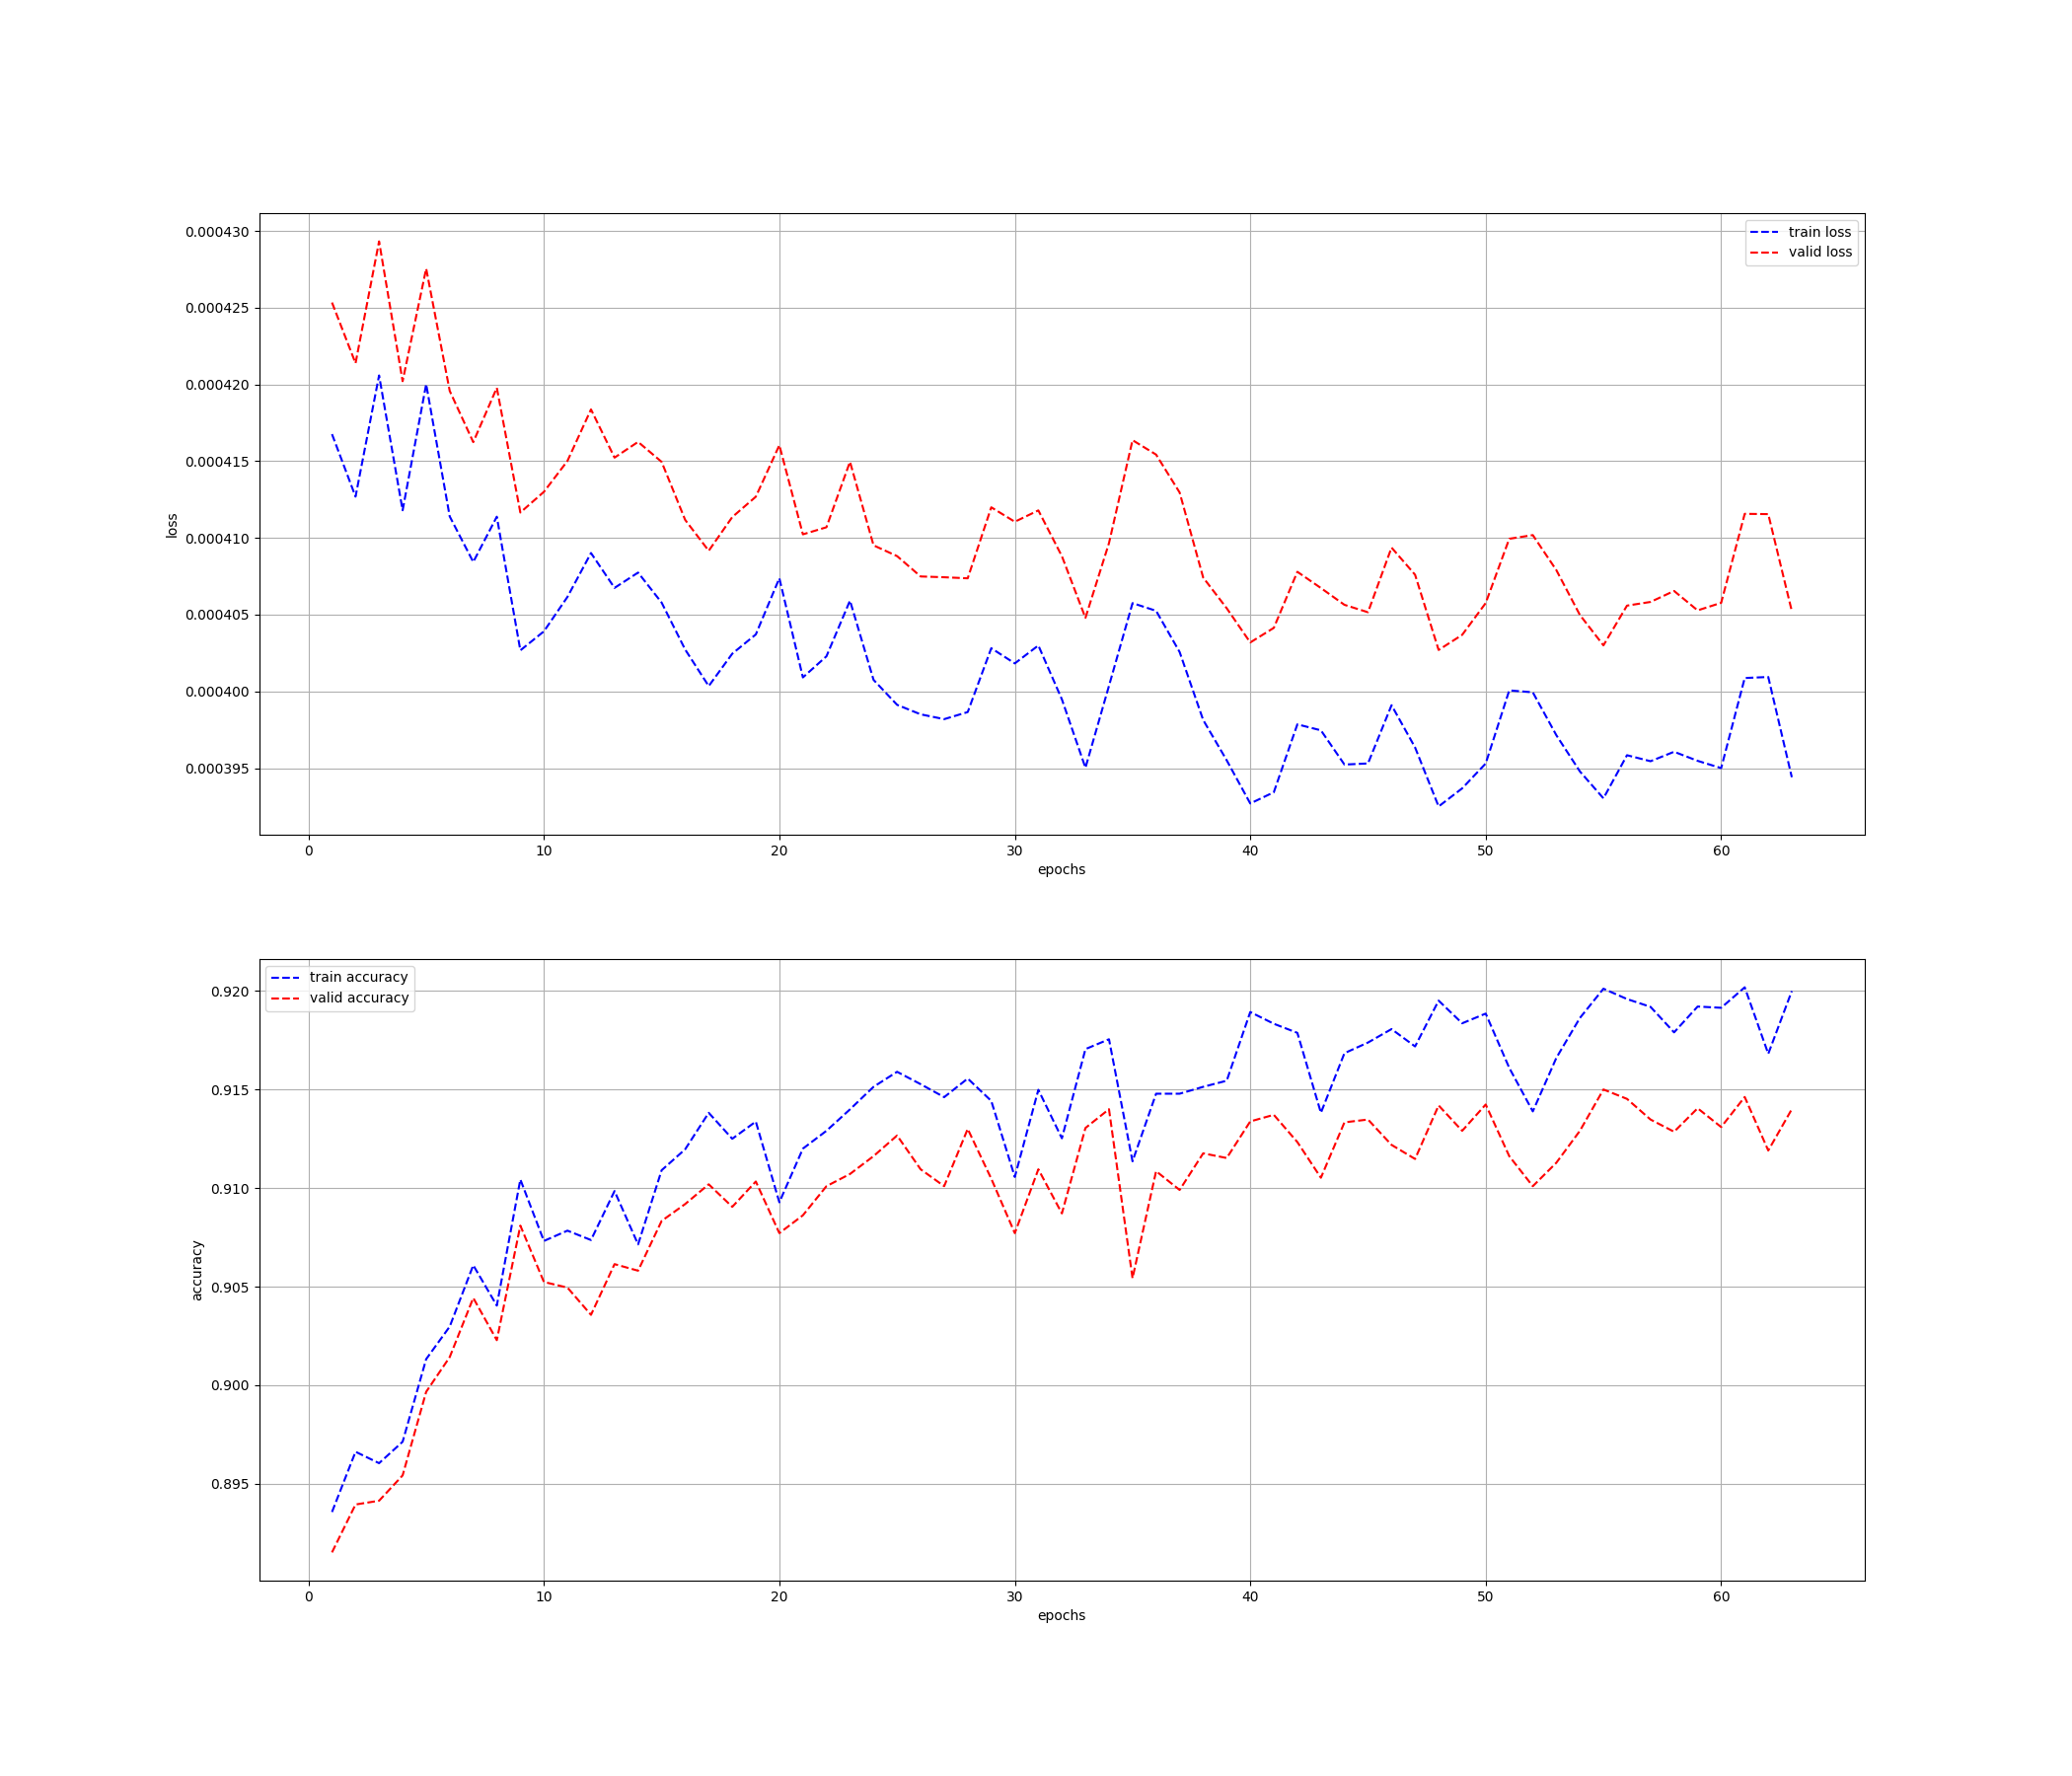 0.000430
0.000425
0.000420
0.000415
0.000410
0.000405
0.000400
0.000395
loss
train loss
valid loss
0 10 20 30 40 50 60
epochs
train accuracy
valid accuracy
0.920
0.915
0.910
0.905
0.900
0.895
accuracy
0 10 20 30 40 50 60
epochs